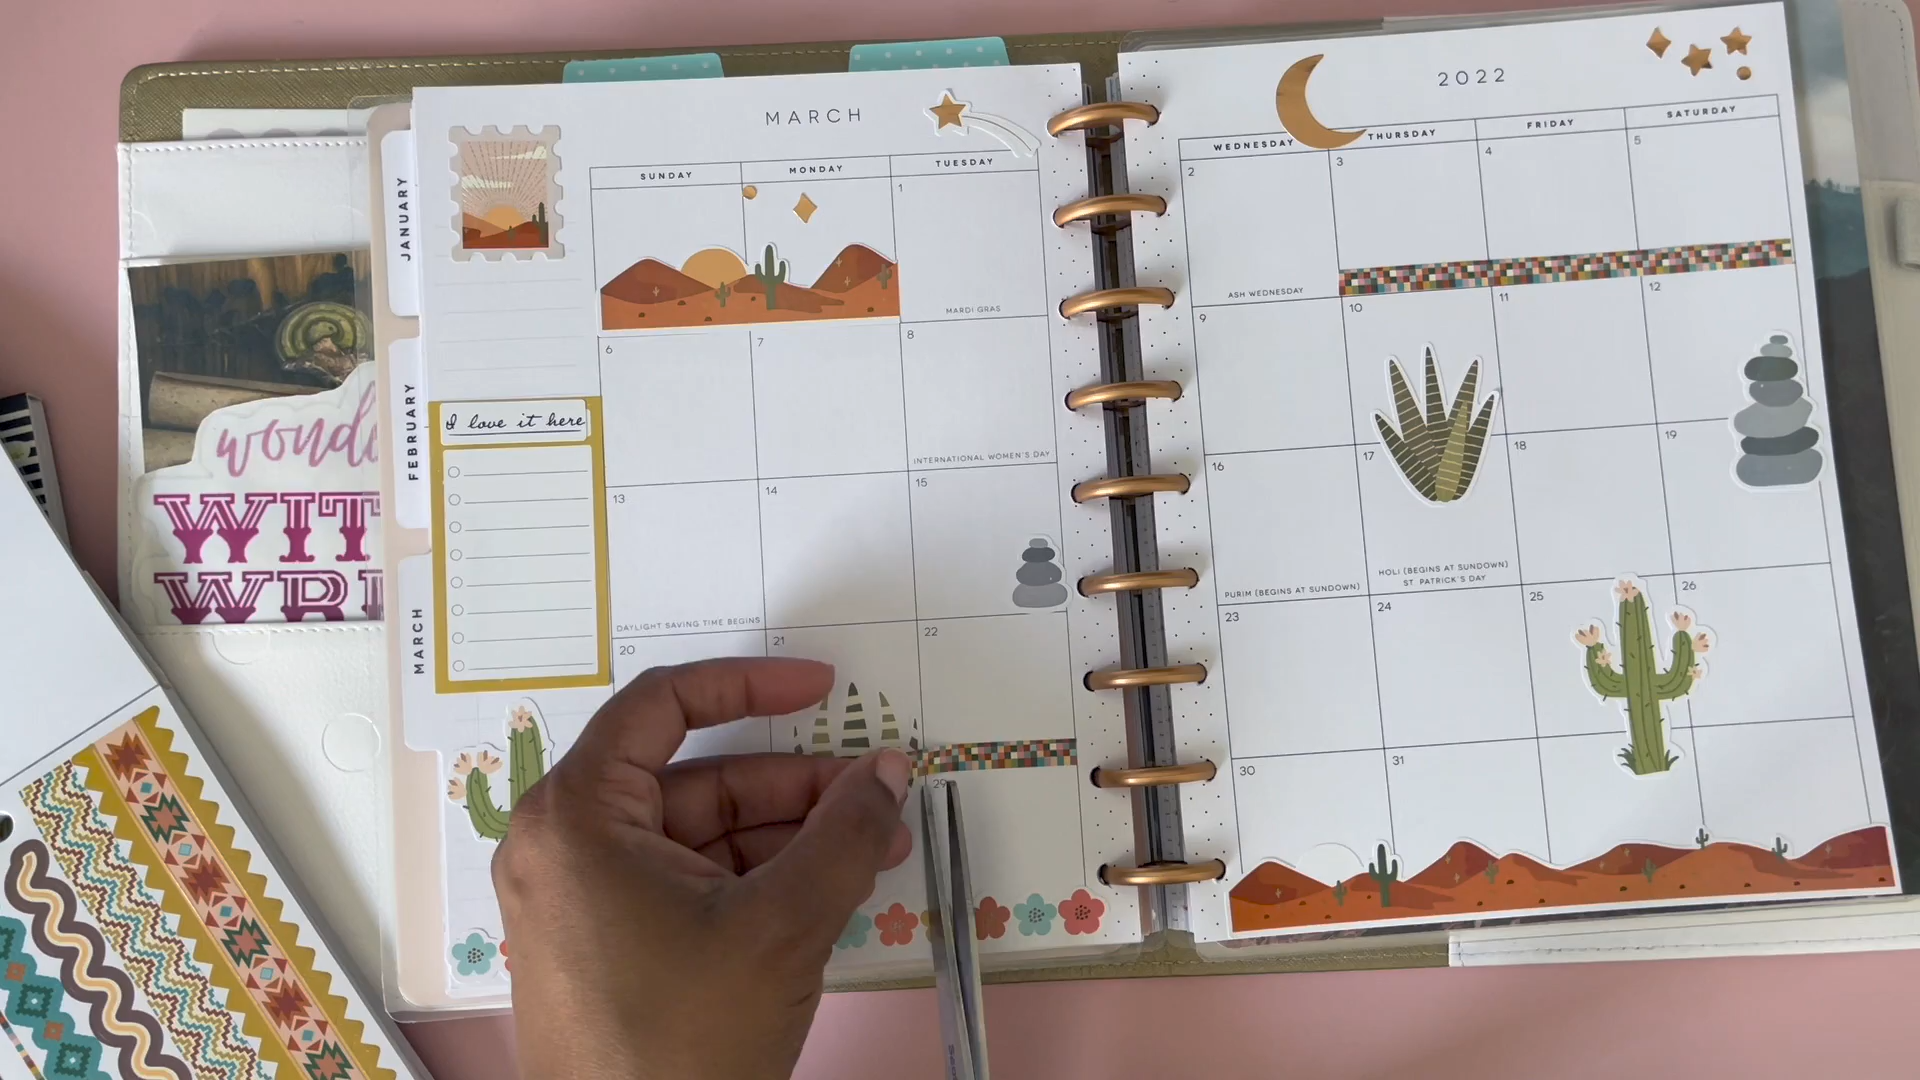 MARCH
SUNDAY MONDAY TUESDAY
1
MARDI GRAS
6 7 8
INTERNATIONAL WOMEN'S DAY
13 14 15
DAYLIGHT SAVING TIME BEGINS
20 21 22
29
I love it here
JANUARY
FEBRUARY
MARCH
WIT
2022
WEDNESDAY THURSDAY FRIDAY SATURDAY
2 3 4 5
ASH WEDNESDAY
9 10 11 12
16 17 18 19
PURIM (BEGINS AT SUNDOWN)
HOLI (BEGINS AT SUNDOWN)
ST PATRICK'S DAY
23 24 25 26
30 31